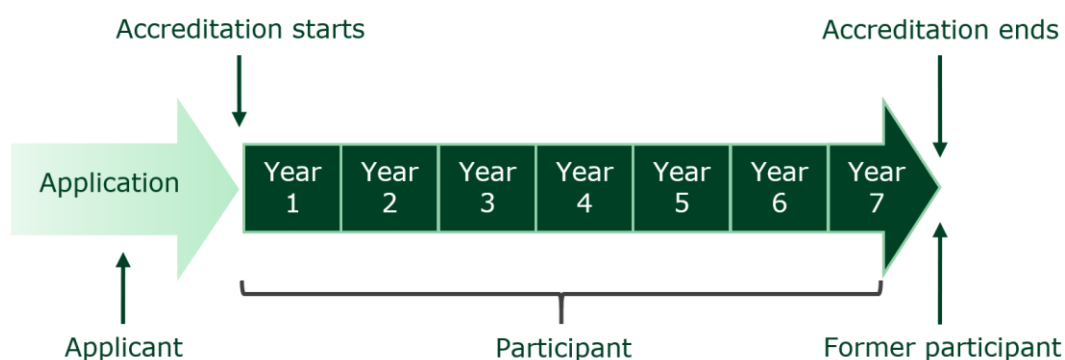 Accreditation starts
Accreditation ends
Application
Year 1
Year 2
Year 3
Year 4
Year 5
Year 6
Year 7
Applicant
Participant
Former participant